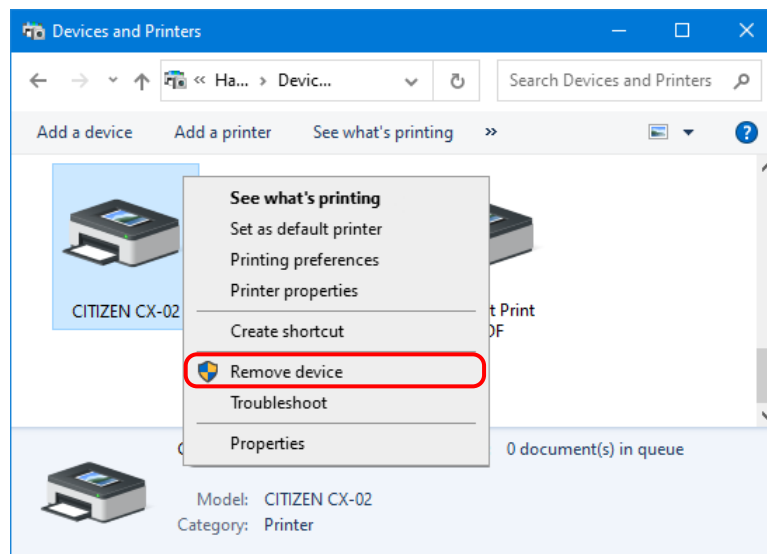 Devices and Printers
« Ha... > Devic...
Search Devices and Printers
Add a device Add a printer See what's printing »
?
See what's printing
Set as default printer
Printing preferences
Printer properties
Create shortcut
Remove device
Troubleshoot
Properties
CITIZEN CX-02
t Print
DF
0 document(s) in queue
Model: CITIZEN CX-02
Category: Printer